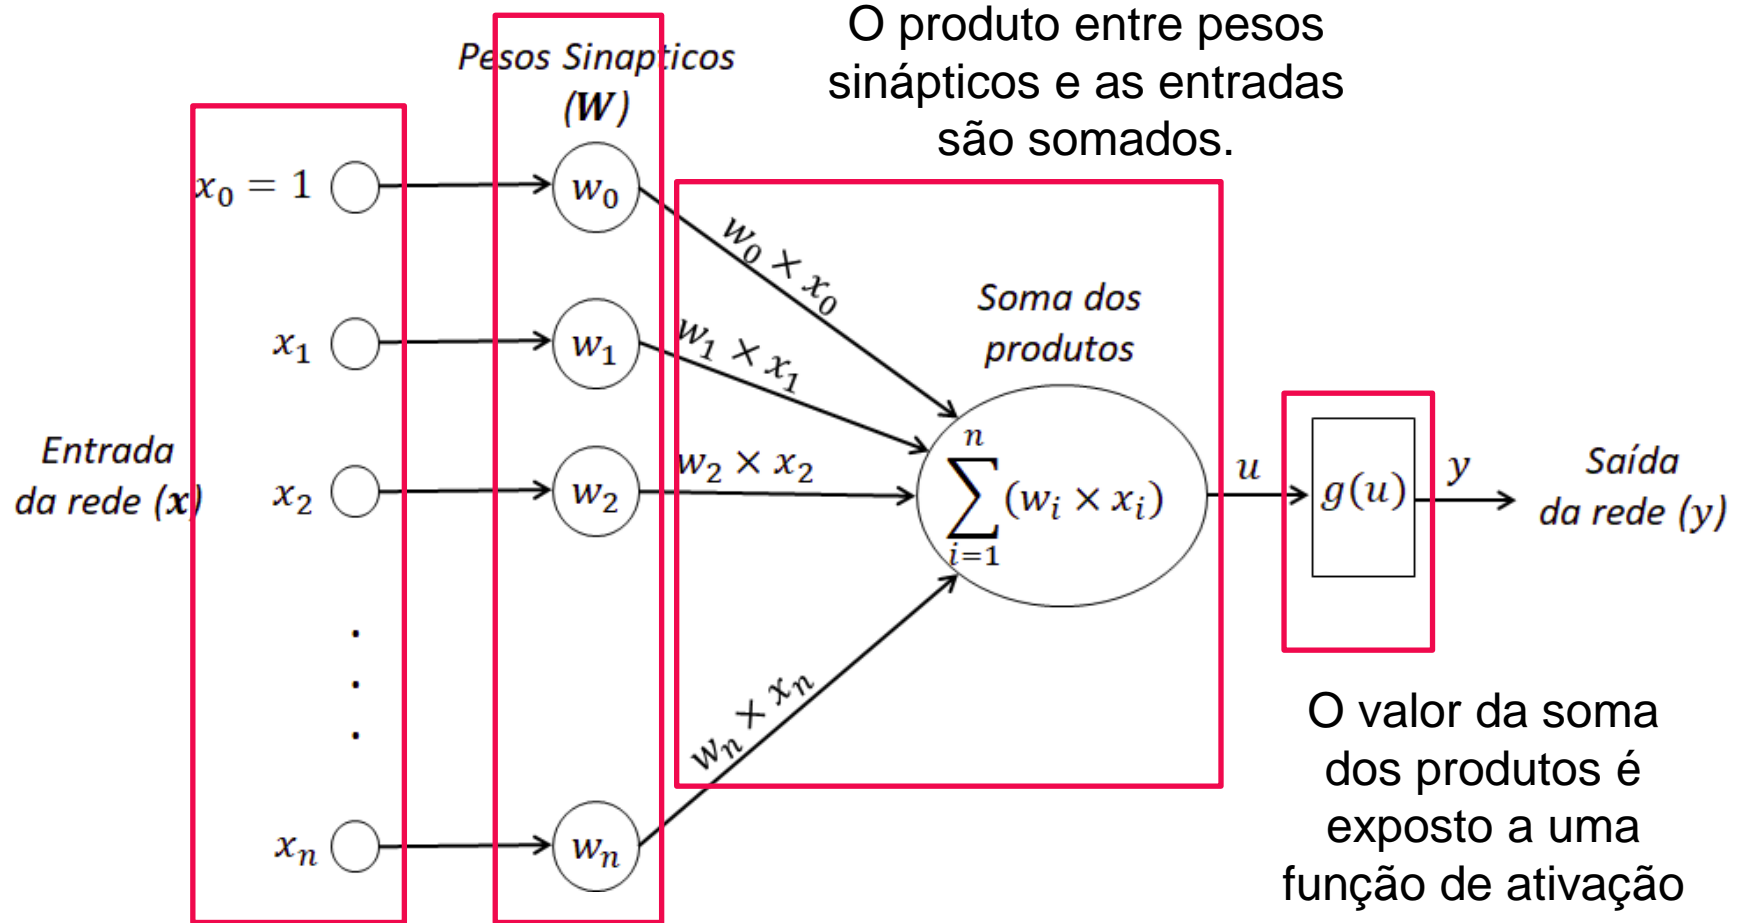 O produto entre pesos
sinápticos e as entradas
são somados.
Pesos Sinapticos
(W)
x₀ = 1
w₀
w₀ × x₀
x₁
w₁
w₁ × x₁
Soma dos
produtos
Entrada
da rede (x)
x₂
w₂
w₂ × x₂
n
∑(wᵢ × xᵢ)
i=1
u
g(u)
y
Saída
da rede (y)
.
.
.
xₙ
wₙ
wₙ × xₙ
O valor da soma
dos produtos é
exposto a uma
função de ativação